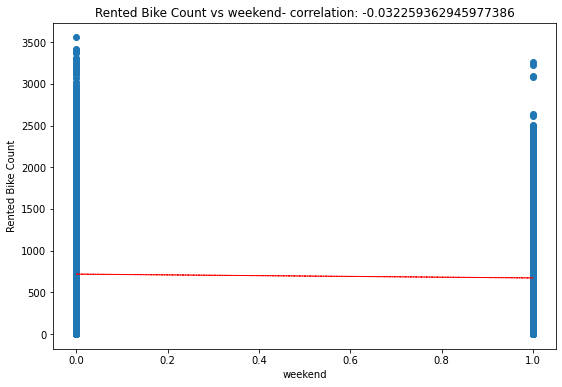 Rented Bike Count vs weekend- correlation: -0.032259362945977386
Rented Bike Count
3500
3000
2500
2000
1500
1000
500
0
0.0 0.2 0.4 0.6 0.8 1.0
weekend